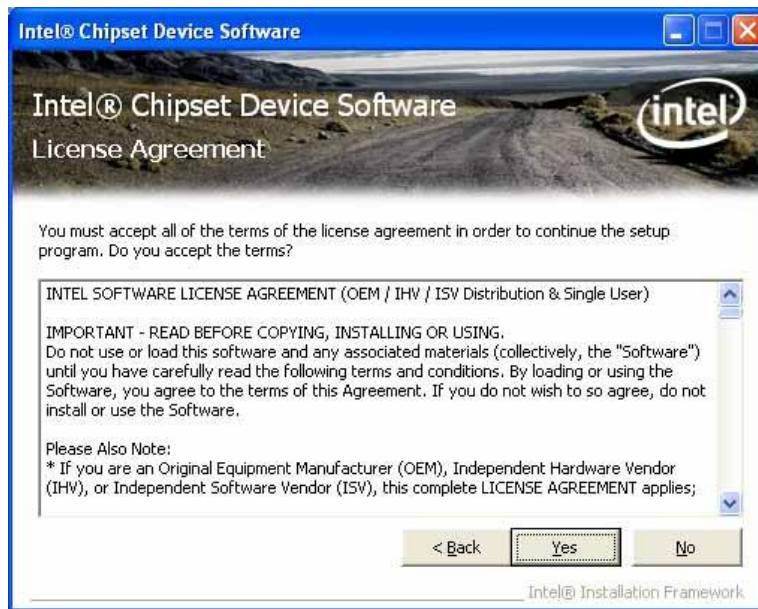 Intel® Chipset Device Software
Intel® Chipset Device Software
intel
License Agreement
You must accept all of the terms of the license agreement in order to continue the setup
program. Do you accept the terms?
INTEL SOFTWARE LICENSE AGREEMENT (OEM / IHV / ISV Distribution & Single User)
IMPORTANT - READ BEFORE COPYING, INSTALLING OR USING.
Do not use or load this software and any associated materials (collectively, the "Software")
until you have carefully read the following terms and conditions. By loading or using the
Software, you agree to the terms of this Agreement. If you do not wish to so agree, do not
install or use the Software.
Please Also Note:
* If you are an Original Equipment Manufacturer (OEM), Independent Hardware Vendor
(IHV), or Independent Software Vendor (ISV), this complete LICENSE AGREEMENT applies;
< Back
Yes
No
Intel® Installation Framework